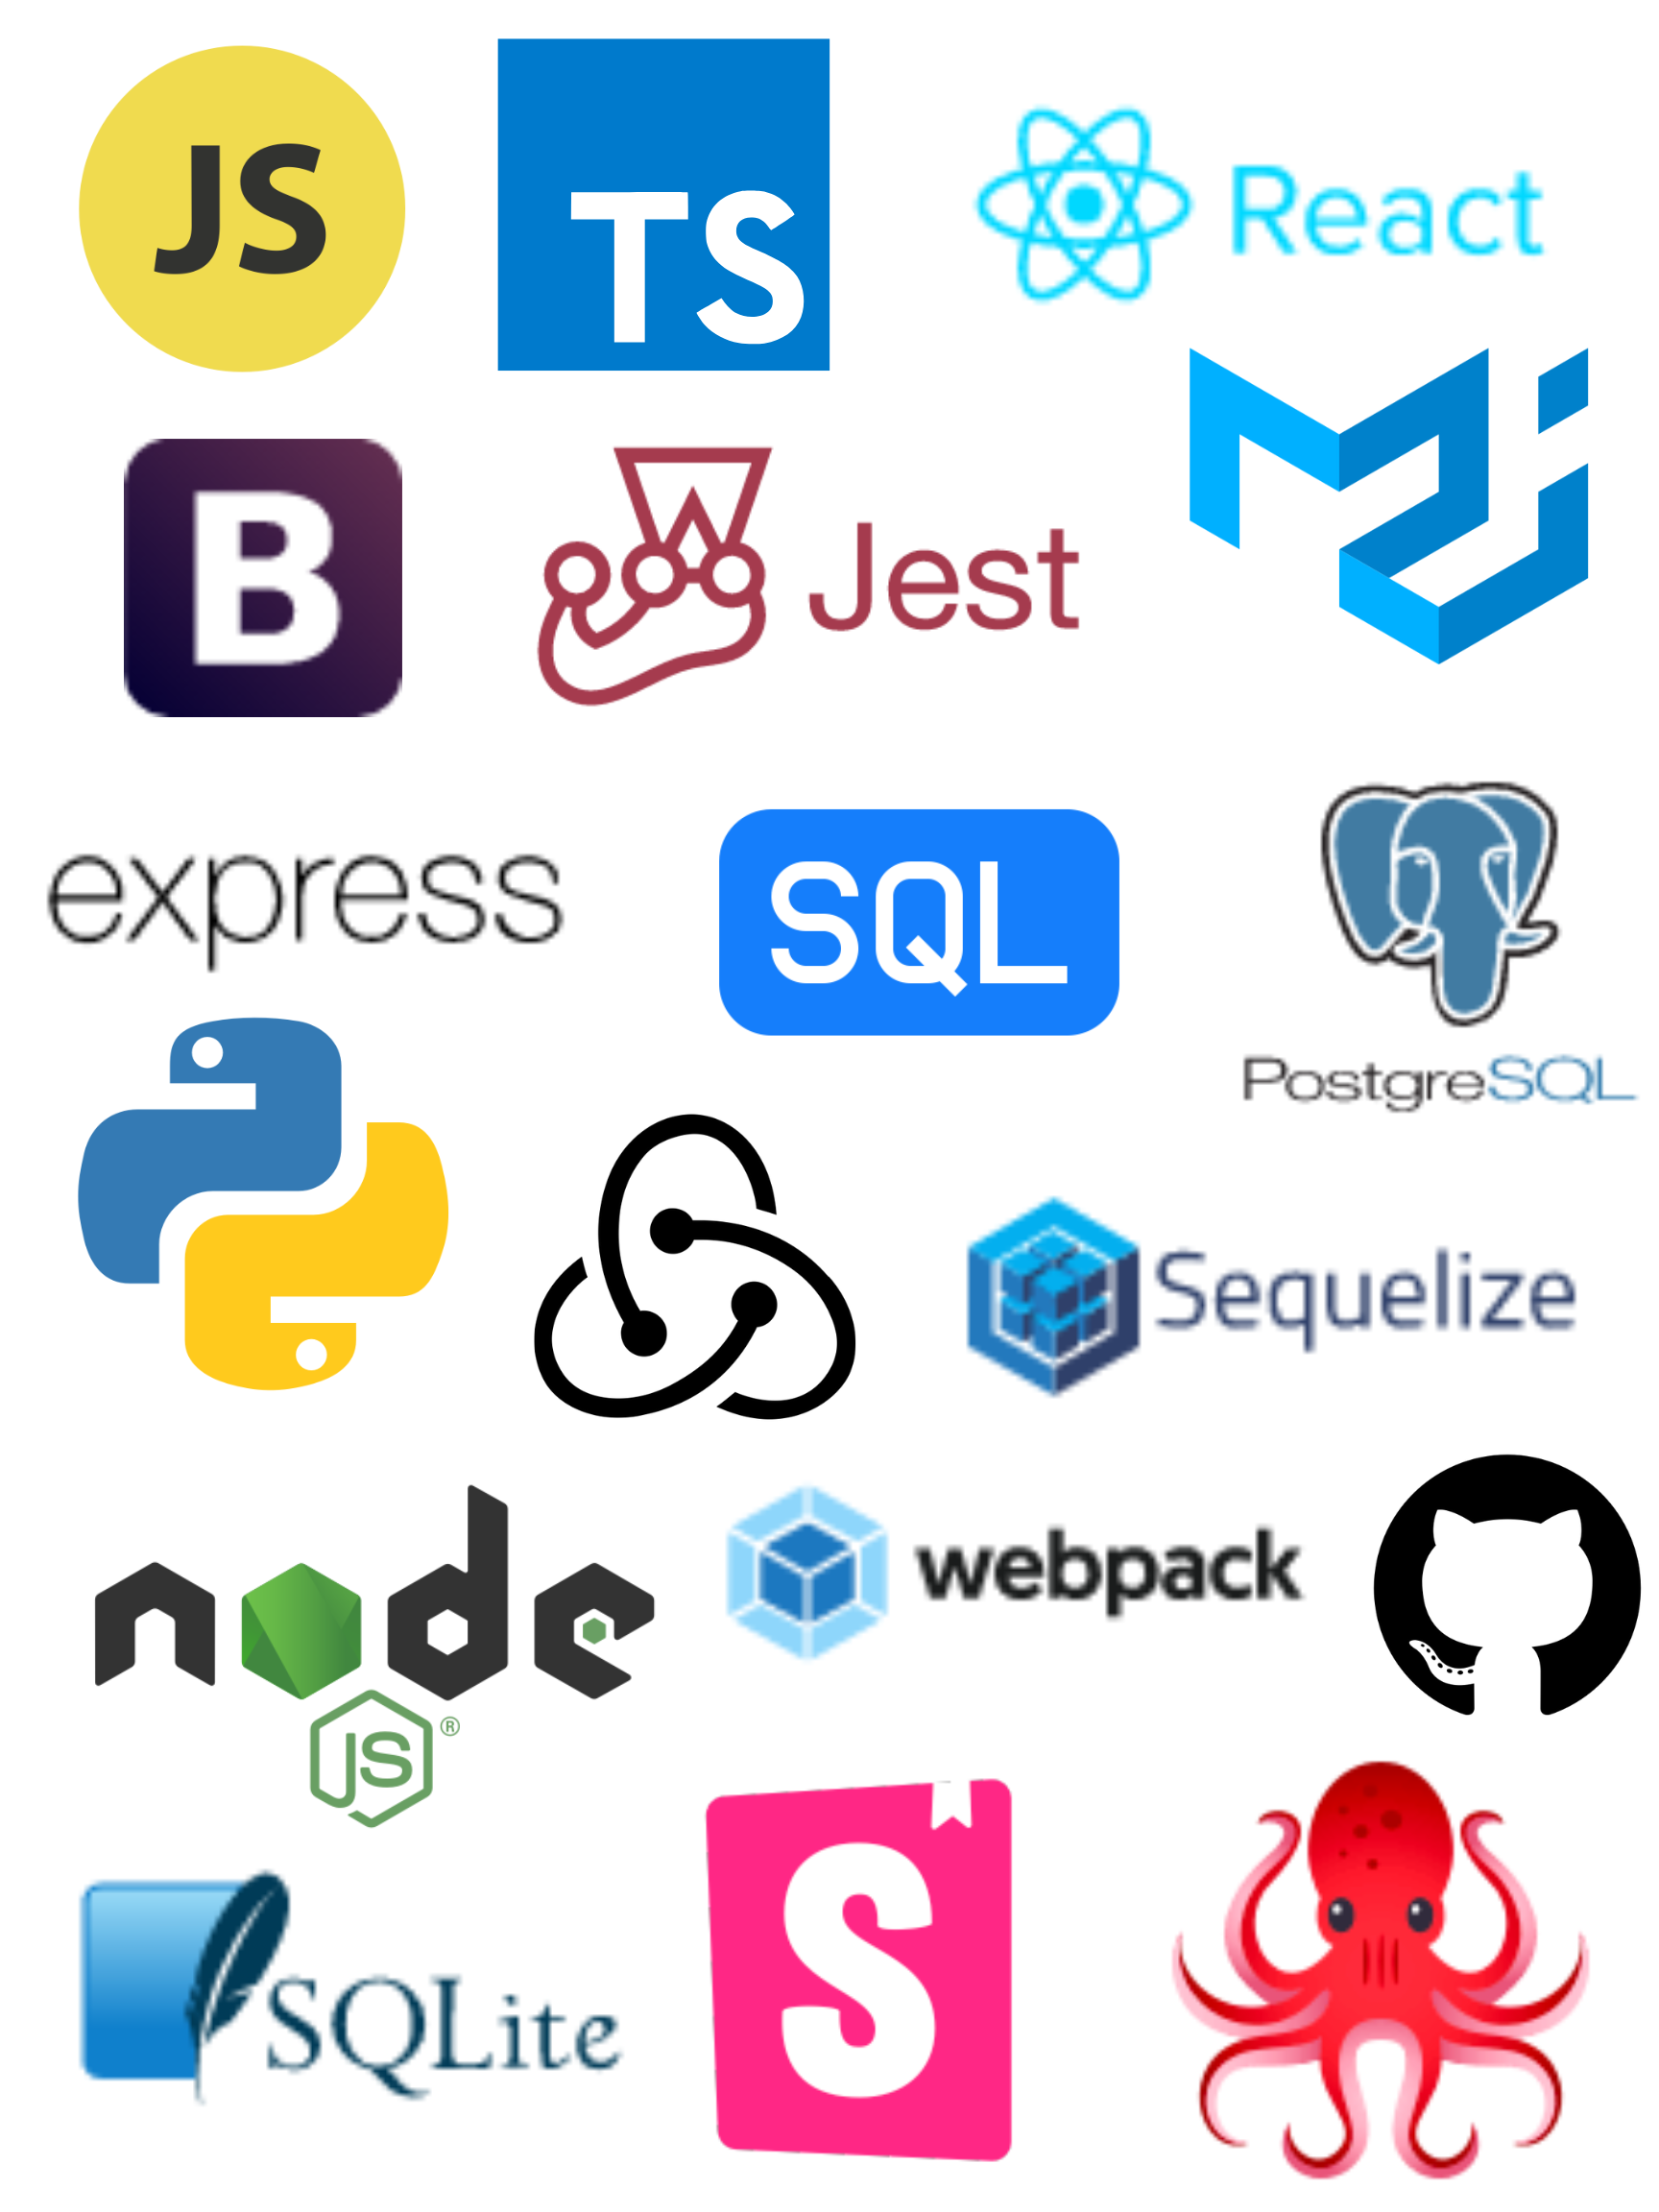 JS
TS
React
B
Jest
express
SQL
PostgreSQL
Sequelize
node
JS
®
webpack
SQLite
S